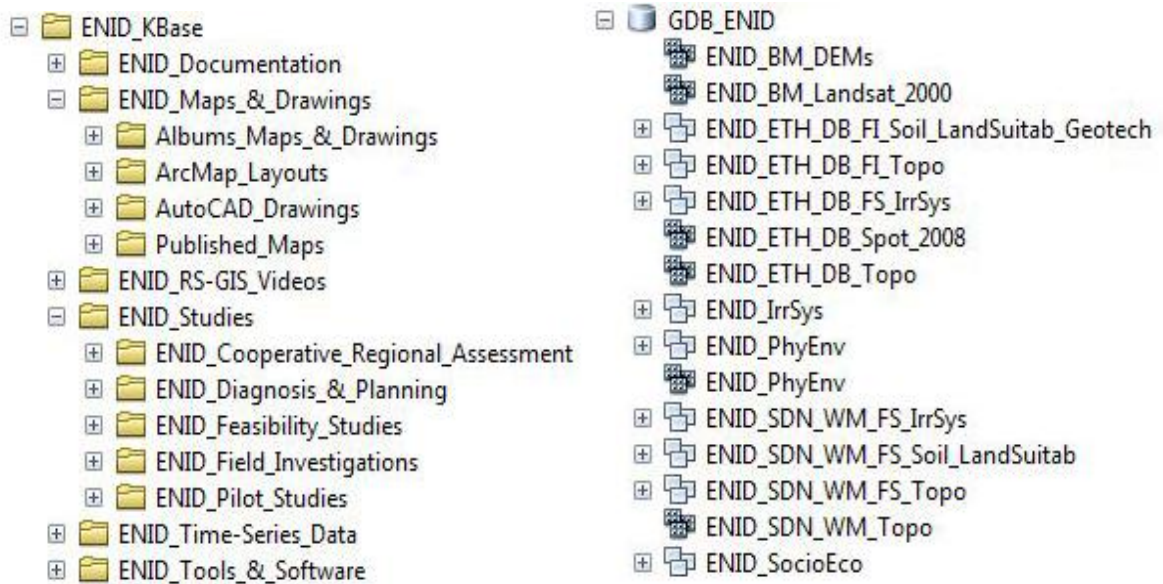 ENID_KBase
ENID_Documentation
ENID_Maps_&_Drawings
Albums_Maps_&_Drawings
ArcMap_Layouts
AutoCAD_Drawings
Published_Maps
ENID_RS-GIS_Videos
ENID_Studies
ENID_Cooperative_Regional_Assessment
ENID_Diagnosis_&_Planning
ENID_Feasibility_Studies
ENID_Field_Investigations
ENID_Pilot_Studies
ENID_Time-Series_Data
ENID_Tools_&_Software
GDB_ENID
ENID_BM_DEMs
ENID_BM_Landsat_2000
ENID_ETH_DB_FI_Soil_LandSuitab_Geotech
ENID_ETH_DB_FI_Topo
ENID_ETH_DB_FS_IrrSys
ENID_ETH_DB_Spot_2008
ENID_ETH_DB_Topo
ENID_IrrSys
ENID_PhyEnv
ENID_PhyEnv
ENID_SDN_WM_FS_IrrSys
ENID_SDN_WM_FS_Soil_LandSuitab
ENID_SDN_WM_FS_Topo
ENID_SDN_WM_Topo
ENID_SocioEco